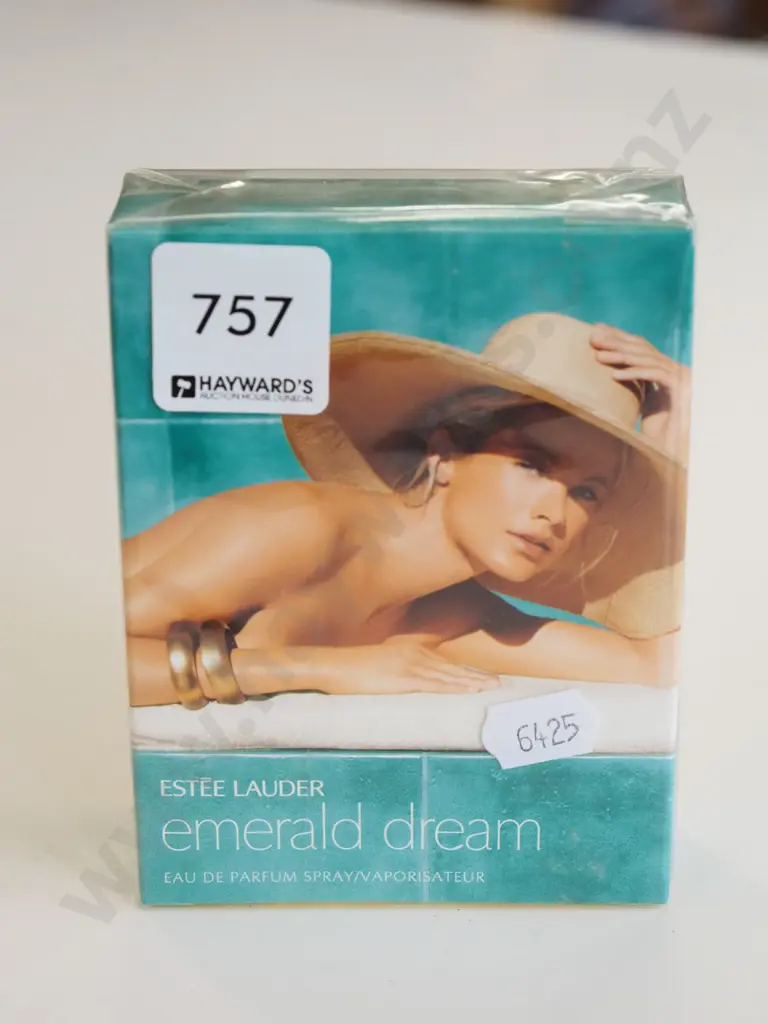 757
HAYWARD'S
AUCTION HOUSE DUNEDIN
6425
ESTĒE LAUDER
emerald dream
EAU DE PARFUM SPRAY/VAPORISATEUR